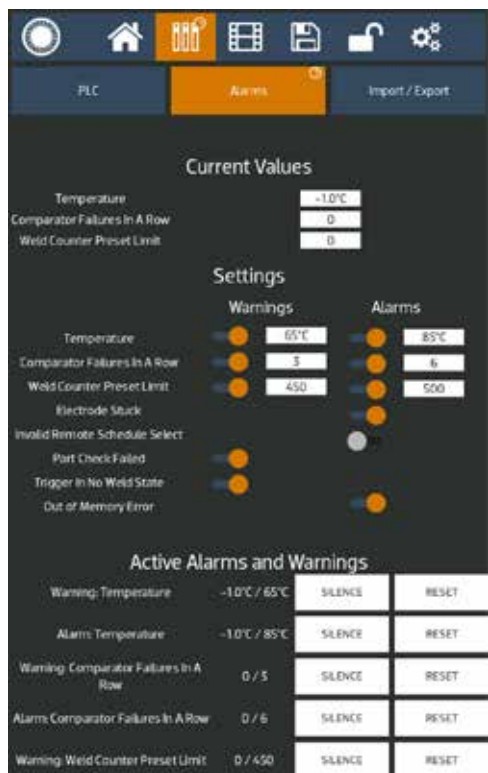 PLC
Alarms
Import / Export
Current Values
Temperature -1.0°C
Comparator Failures In A Row 0
Weld Counter Preset Limit 0
Settings
Warnings Alarms
Temperature 65°C 85°C
Comparator Failures In A Row 3 6
Weld Counter Preset Limit 450 500
Electrode Stuck
Invalid Remote Schedule Select
Part Check Failed
Trigger In No Weld State
Out of Memory Error
Active Alarms and Warnings
Warning: Temperature -1.0°C / 65°C SILENCE RESET
Alarm: Temperature -1.0°C / 85°C SILENCE RESET
Warning: Comparator Failures In A
Row 0 / 3 SILENCE RESET
Alarm: Comparator Failures In A Row 0 / 6 SILENCE RESET
Warning: Weld Counter Preset Limit 0 / 450 SILENCE RESET